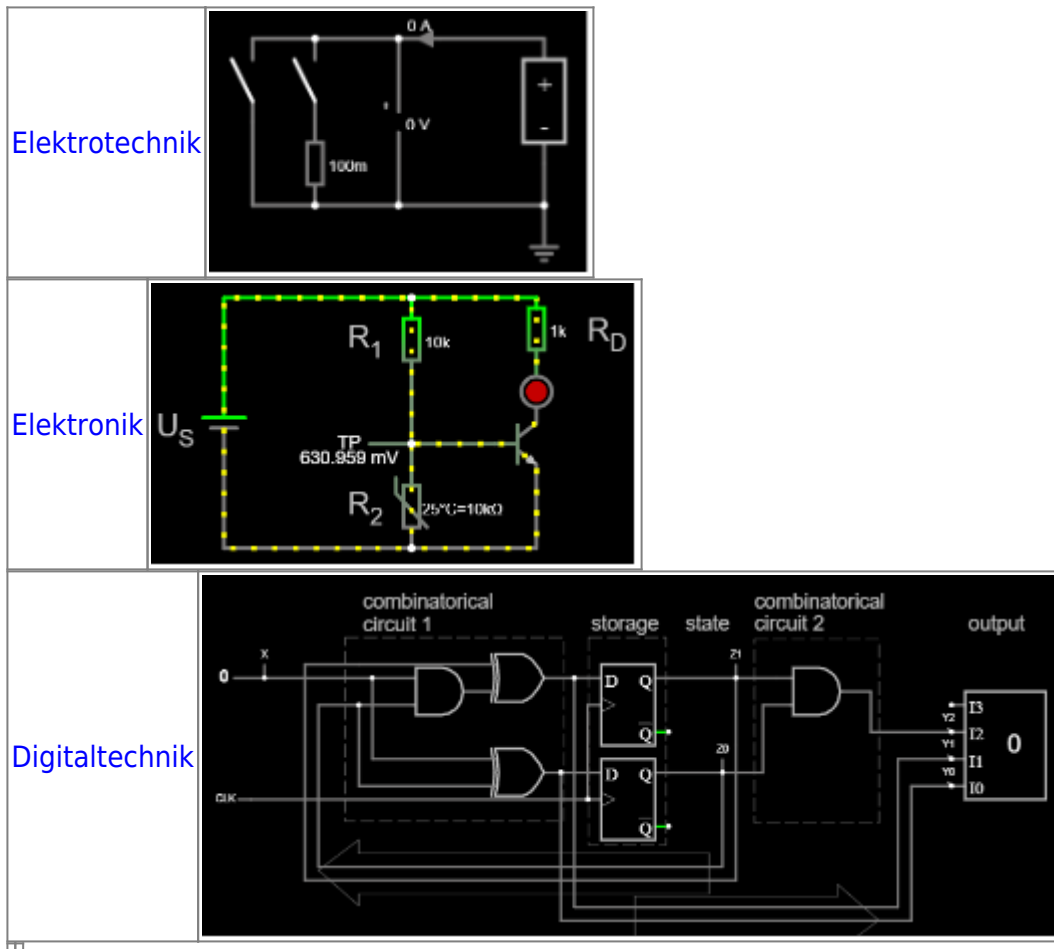 Elektrotechnik
0 A
+
-
0 V
100m
Elektronik
R1
10k
1k
RD
US
TP
630.959 mV
R2
25°C=10kΩ
Digitaltechnik
combinatorical
circuit 1
storage
state
combinatorical
circuit 2
output
X
0
D Q
Q
Z1
Z0
D Q
Q
CLK
Y2
Y1
Y0
I3
I2
I1
I0
0